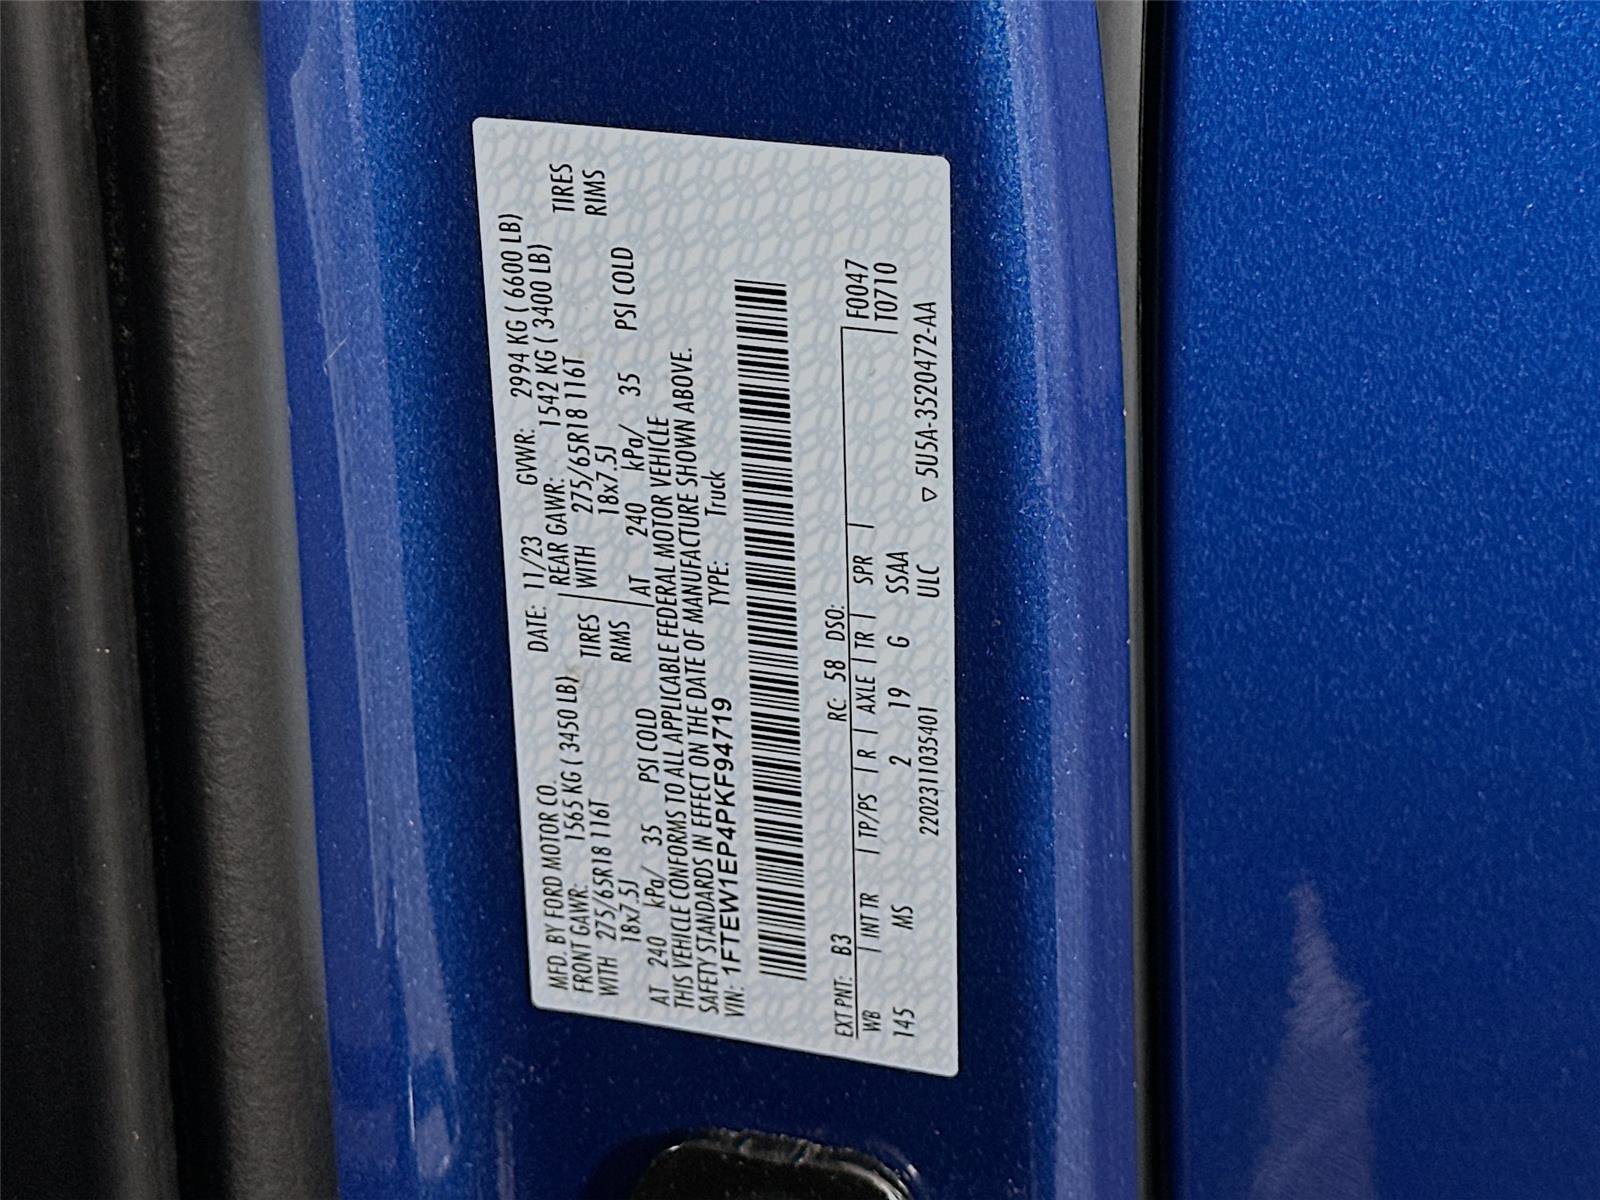 MFD. BY FORD MOTOR CO. DATE: 11/23 GVWR: 2994 KG ( 6600 LB)
FRONT GAWR: 1565 KG ( 3450 LB) REAR GAWR: 1542 KG ( 3400 LB)
WITH 275/65R18 116T TIRES WITH 275/65R18 116T TIRES
18x7.5J RIMS 18x7.5J RIMS
AT 240 kPa/ 35 PSI COLD AT 240 kPa/ 35 PSI COLD
THIS VEHICLE CONFORMS TO ALL APPLICABLE FEDERAL MOTOR VEHICLE
SAFETY STANDARDS IN EFFECT ON THE DATE OF MANUFACTURE SHOWN ABOVE.
VIN: 1FTEW1EP4PKF94719 TYPE: Truck
EXT PNT: B3 RC: 58 DSO: F0047
WB | INT TR | TP/PS | R | AXLE | TR | SPR | T0710
145 MS 2 19 G SSAA
2202311035401 ULC ▽ 5U5A-3520472-AA